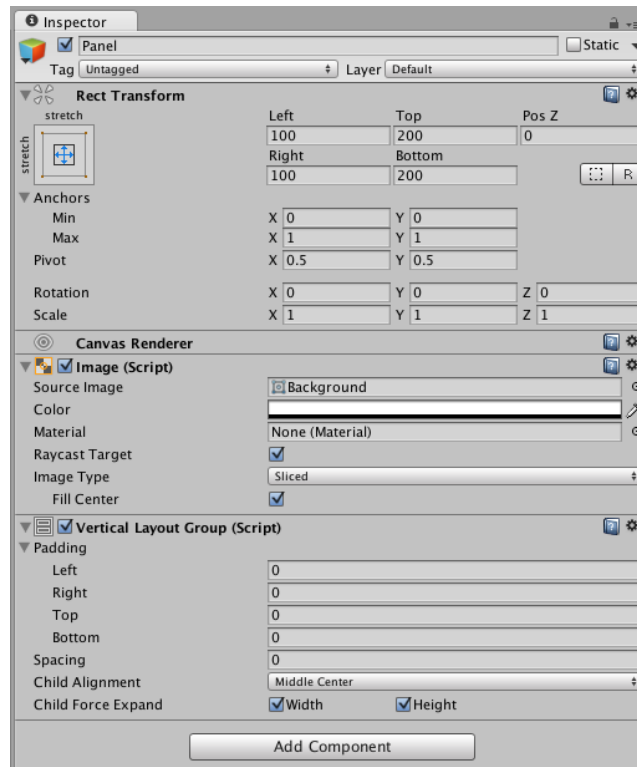 Inspector
Panel Static
Tag Untagged Layer Default
Rect Transform
stretch Left Top Pos Z
stretch
100 200 0
Right Bottom
100 200 R
Anchors
Min X 0 Y 0
Max X 1 Y 1
Pivot X 0.5 Y 0.5
Rotation X 0 Y 0 Z 0
Scale X 1 Y 1 Z 1
Canvas Renderer
Image (Script)
Source Image Background
Color
Material None (Material)
Raycast Target
Image Type Sliced
Fill Center
Vertical Layout Group (Script)
Padding
Left 0
Right 0
Top 0
Bottom 0
Spacing 0
Child Alignment Middle Center
Child Force Expand Width Height
Add Component